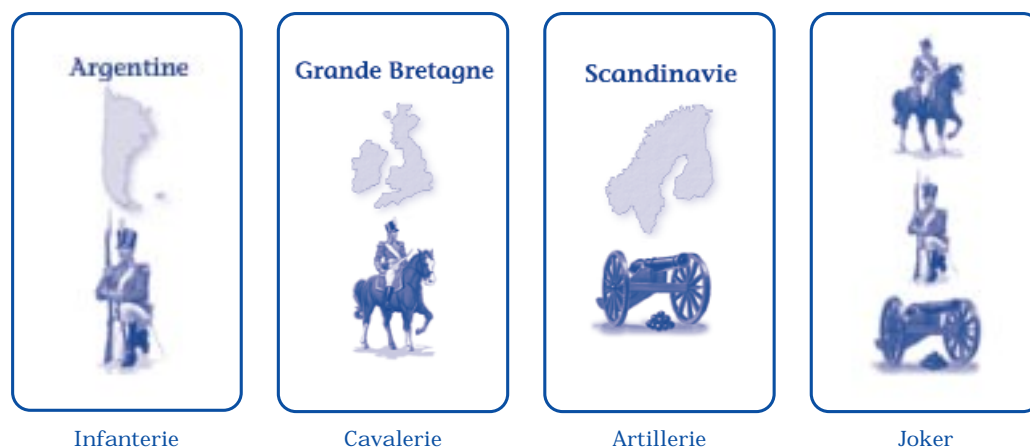 Argentine
Grande Bretagne
Scandinavie
Infanterie
Cavalerie
Artillerie
Joker